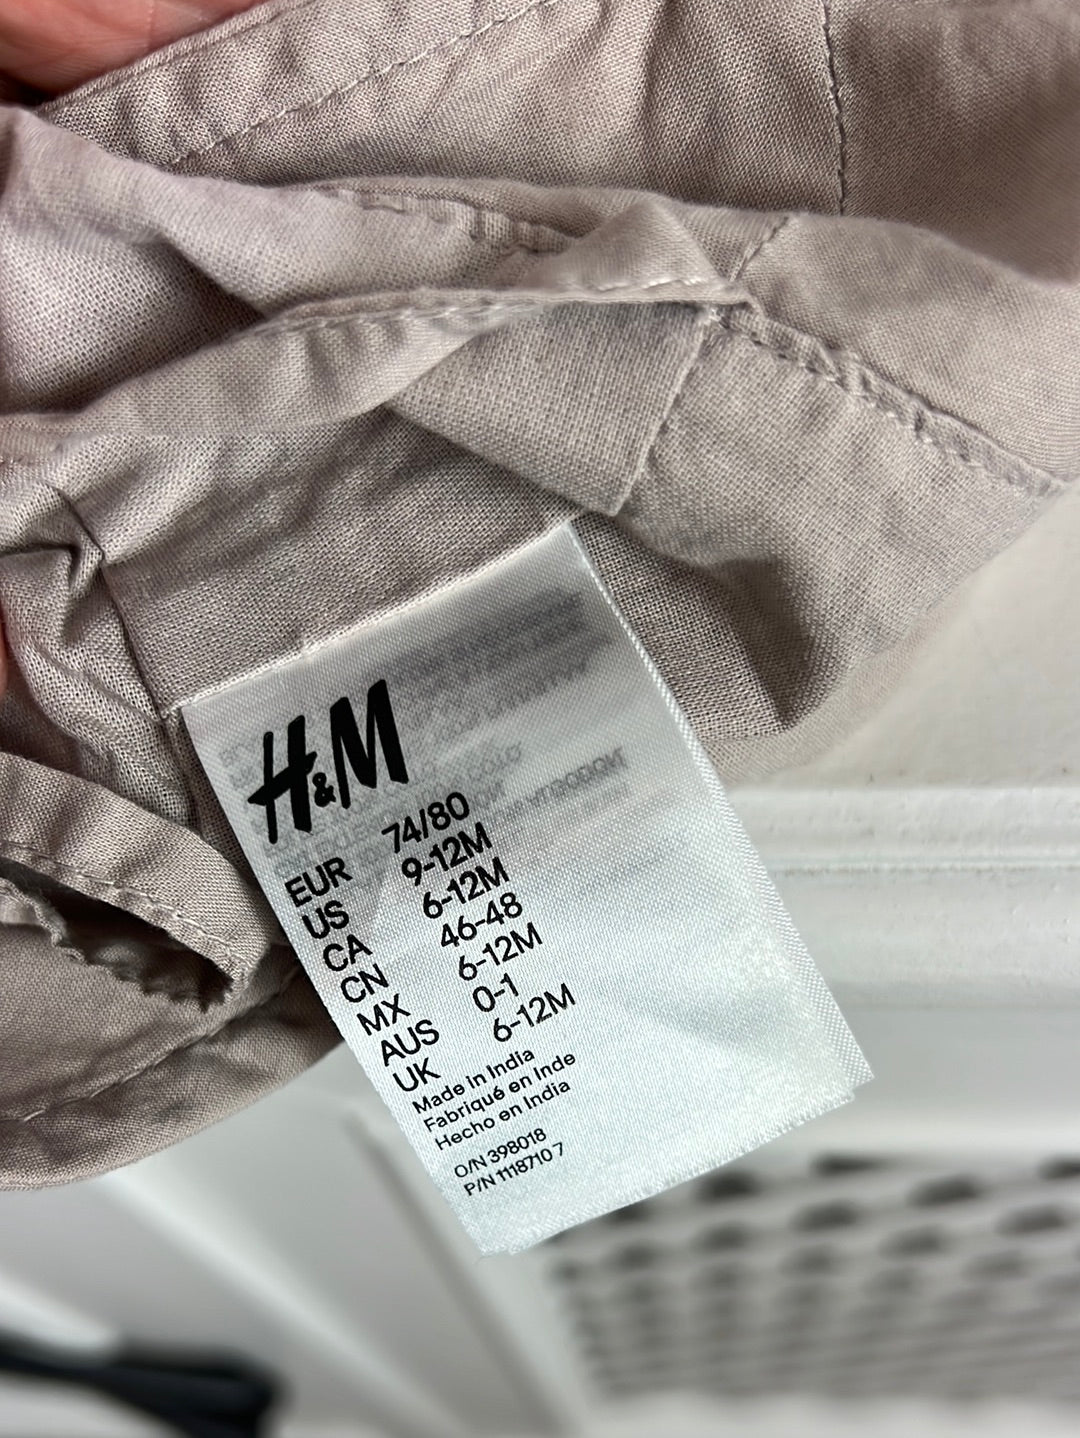 H&M
EUR 74/80
US 9-12M
CA 6-12M
CN 46-48
MX 6-12M
AUS 0-1
UK 6-12M
Made in India
Fabriqué en Inde
Hecho en India
O/N 398018
P/N 1118710 7